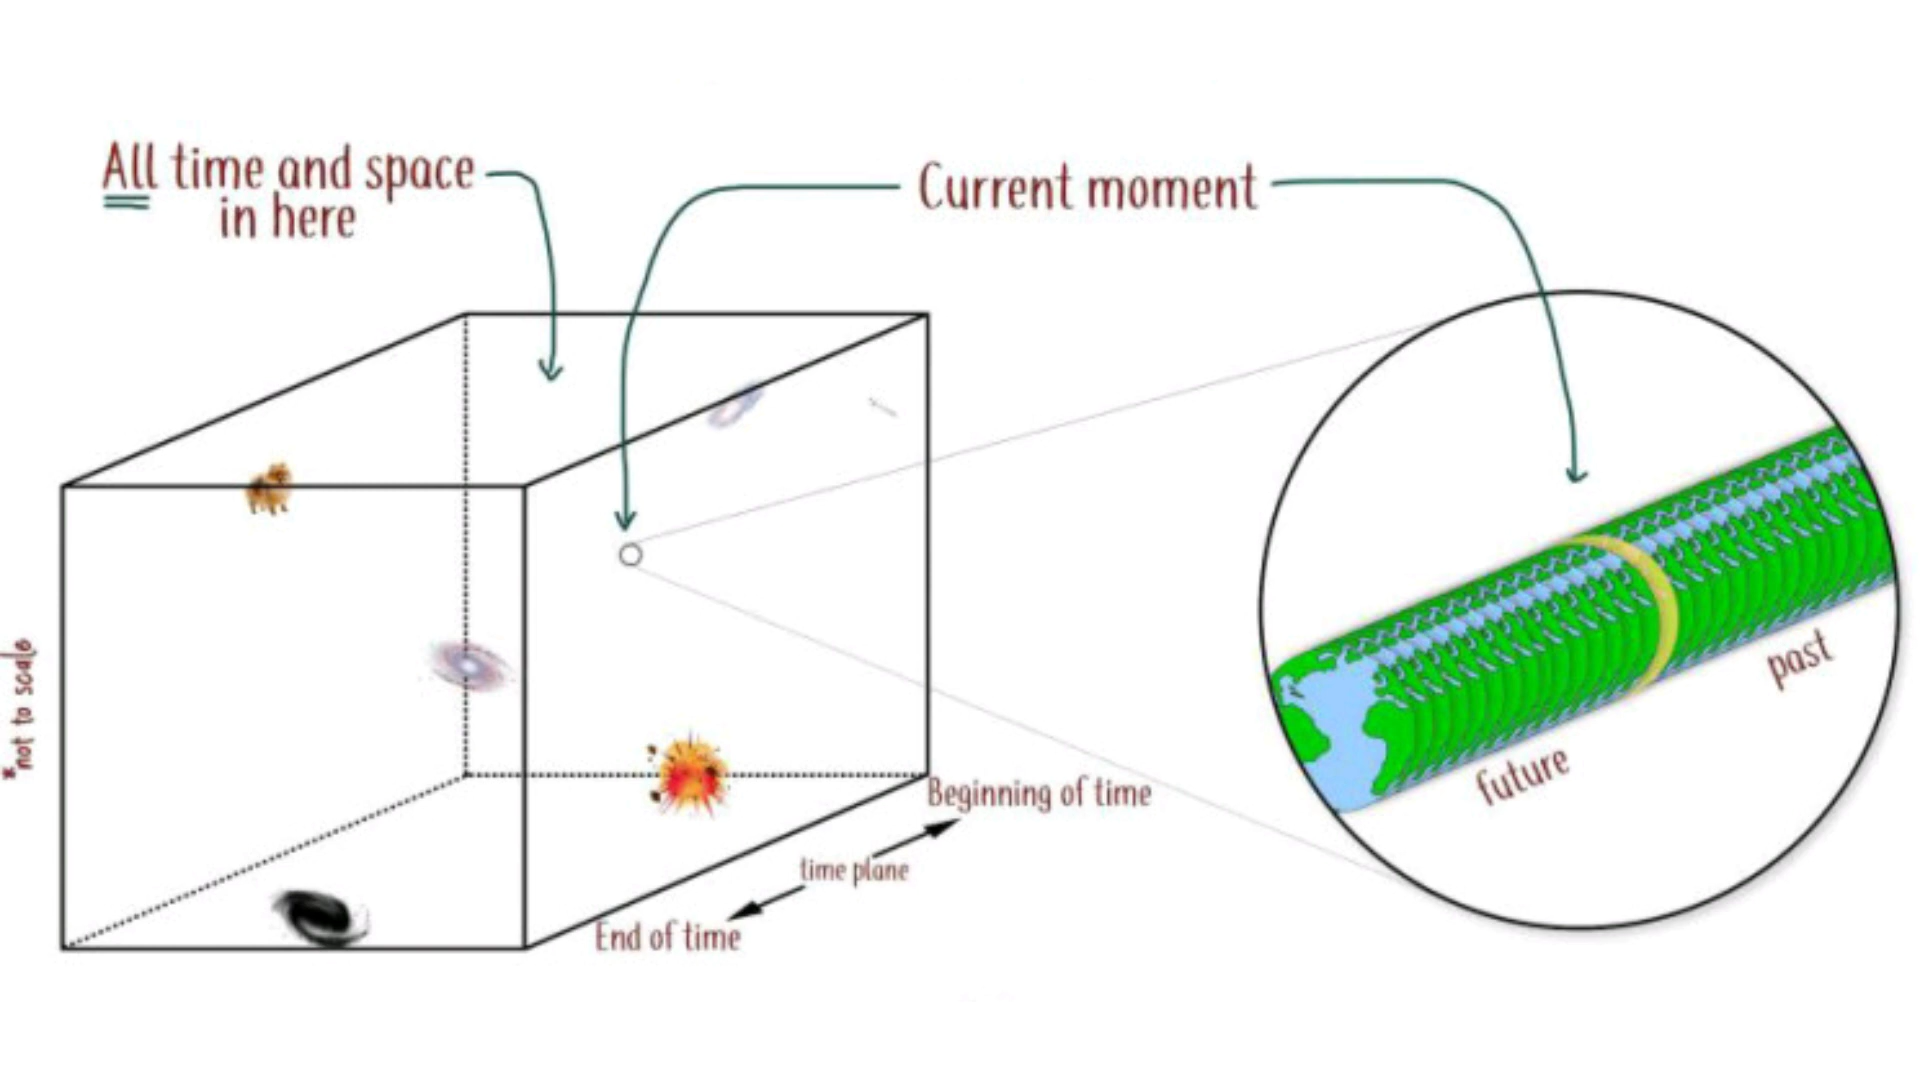 All time and space
in here
Current moment
*not to scale
Beginning of time
time plane
End of time
past
future